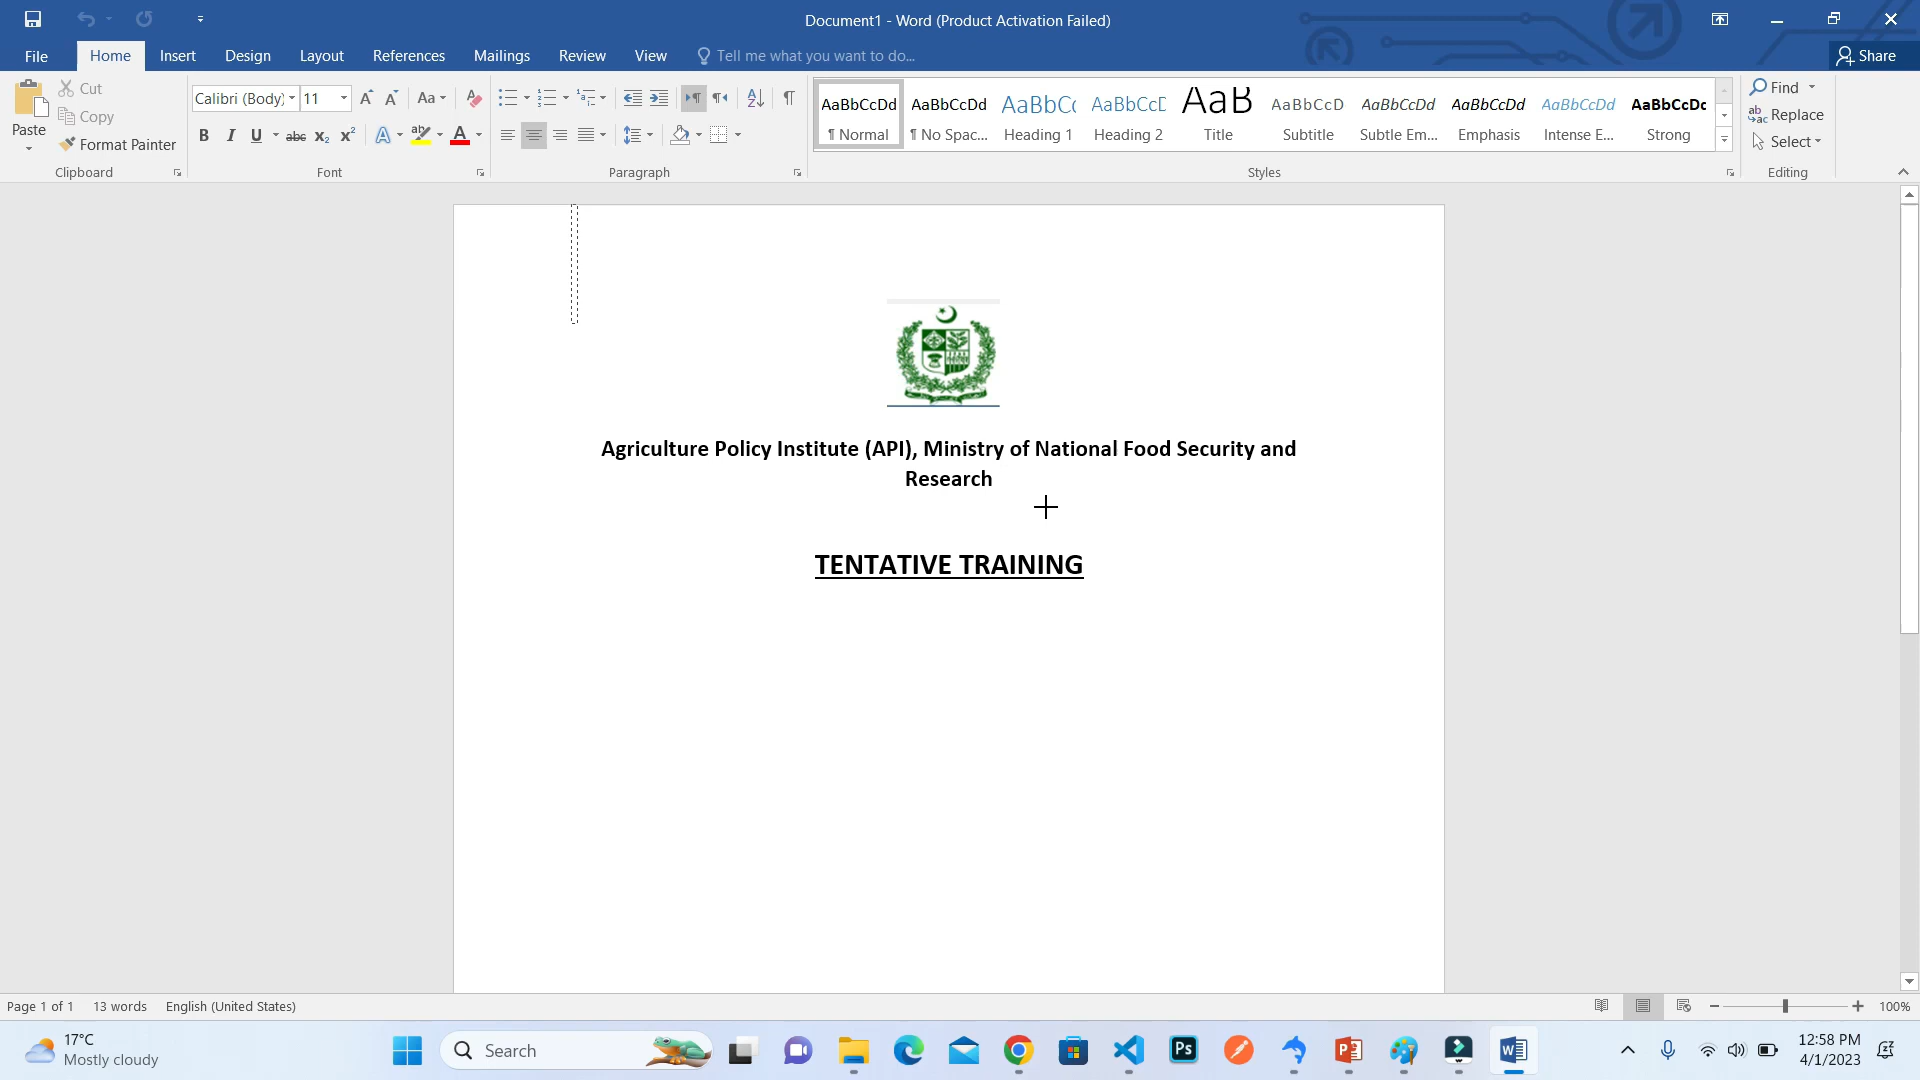 Document1 - Word (Product Activation Failed)
File Home Insert Design Layout References Mailings Review View Tell me what you want to do... Share
Paste
Cut
Copy
Format Painter
Clipboard
Calibri (Body) 11
Font
Paragraph
AaBbCcDd AaBbCcDd AaBbCc AaBbCcD AaB AaBbCcD AaBbCcDd AaBbCcDd AaBbCcDd AaBbCcDc
¶ Normal ¶ No Spac... Heading 1 Heading 2 Title Subtitle Subtle Em... Emphasis Intense E... Strong
Styles
Find
Replace
Select
Editing
Agriculture Policy Institute (API), Ministry of National Food Security and
Research
TENTATIVE TRAINING
Page 1 of 1 13 words English (United States) 100%
17°C
Mostly cloudy
Search
12:58 PM
4/1/2023